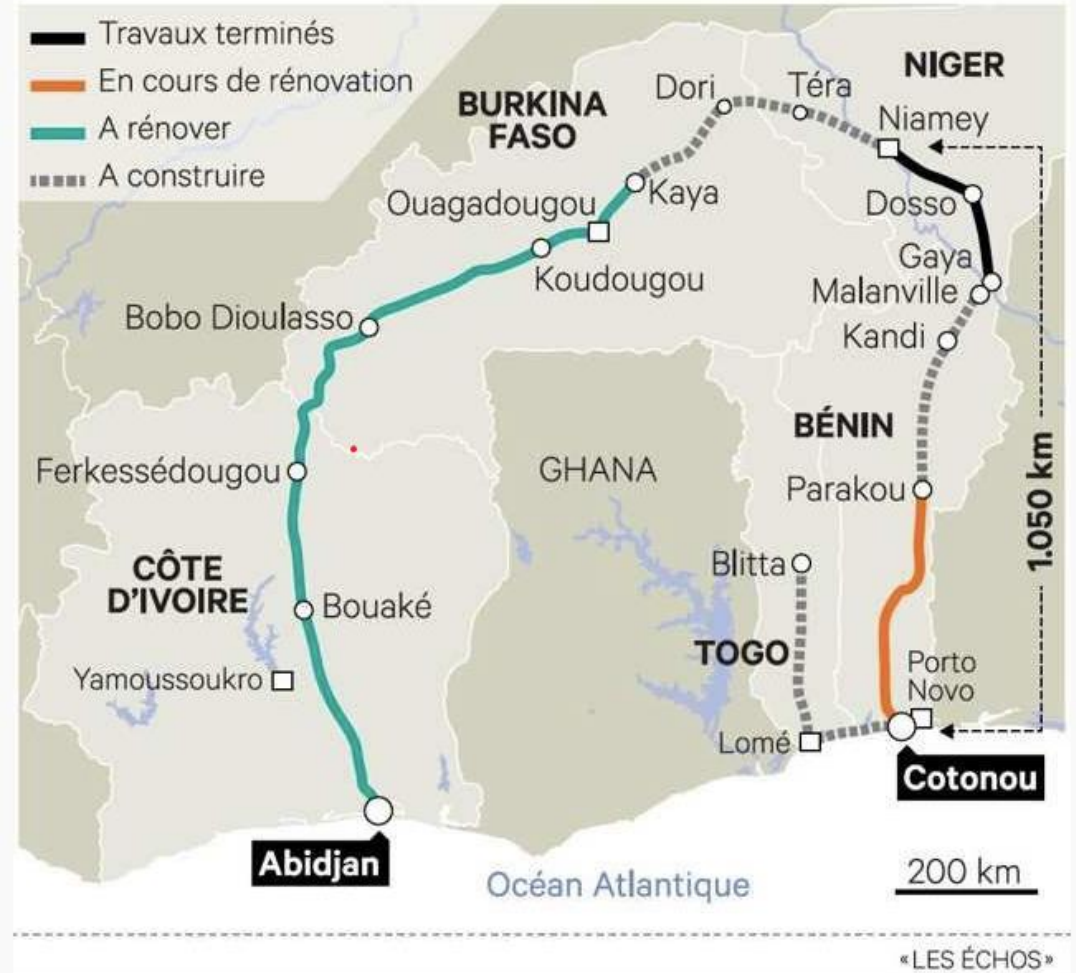 Travaux terminés
En cours de rénovation
A rénover
A construire
NIGER
BURKINA
FASO
Dori
Téra
Niamey
Kaya
Ouagadougou
Dosso
Koudougou
Gaya
Malanville
Bobo Dioulasso
Kandi
BÉNIN
GHANA
Ferkessédougou
Parakou
1.050 km
Blitta
CÔTE
D'IVOIRE
Bouaké
TOGO
Porto
Novo
Yamoussoukro
Lomé
Cotonou
Abidjan
Océan Atlantique
200 km
«LES ÉCHOS»